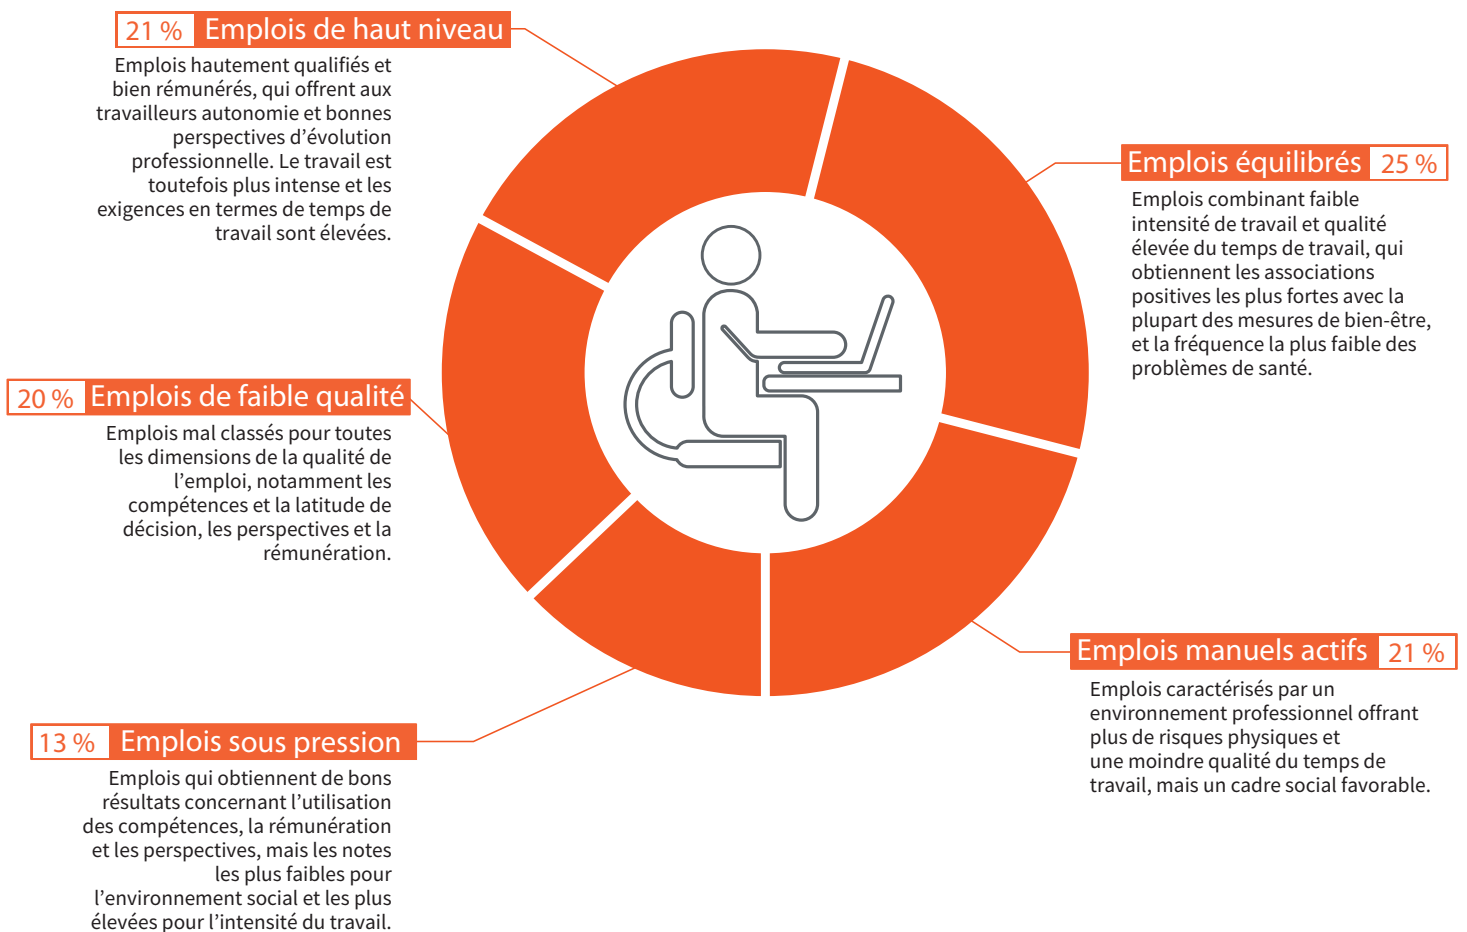 21 % Emplois de haut niveau
Emplois hautement qualifiés et
bien rémunérés, qui offrent aux
travailleurs autonomie et bonnes
perspectives d’évolution
professionnelle. Le travail est
toutefois plus intense et les
exigences en termes de temps de
travail sont élevées.
Emplois équilibrés 25 %
Emplois combinant faible
intensité de travail et qualité
élevée du temps de travail, qui
obtiennent les associations
positives les plus fortes avec la
plupart des mesures de bien-être,
et la fréquence la plus faible des
problèmes de santé.
20 % Emplois de faible qualité
Emplois mal classés pour toutes
les dimensions de la qualité de
l’emploi, notamment les
compétences et la latitude de
décision, les perspectives et la
rémunération.
Emplois manuels actifs 21 %
Emplois caractérisés par un
environnement professionnel offrant
plus de risques physiques et
une moindre qualité du temps de
travail, mais un cadre social favorable.
13 % Emplois sous pression
Emplois qui obtiennent de bons
résultats concernant l’utilisation
des compétences, la rémunération
et les perspectives, mais les notes
les plus faibles pour
l’environnement social et les plus
élevées pour l’intensité du travail.